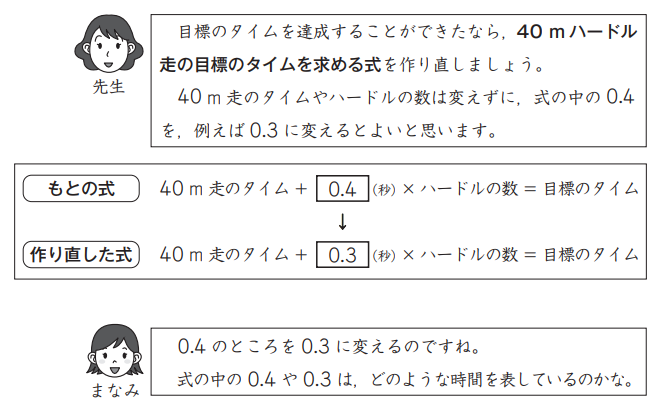 目標のタイムを達成することができたなら，40 m ハードル
走の目標のタイムを求める式を作り直しましょう。
40 m 走のタイムやハードルの数は変えずに，式の中の 0.4
を，例えば 0.3 に変えるとよいと思います。
先生
もとの式 40 m 走のタイム + 0.4 (秒) × ハードルの数 = 目標のタイム
↓
作り直した式 40 m 走のタイム + 0.3 (秒) × ハードルの数 = 目標のタイム
0.4 のところを 0.3 に変えるのですね。
式の中の 0.4 や 0.3 は，どのような時間を表しているのかな。
まなみ